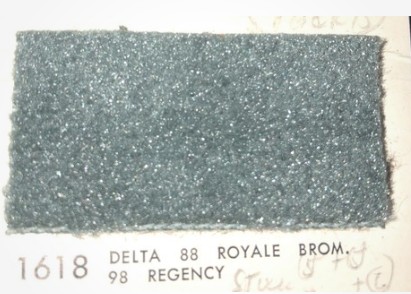 1618 DELTA 88 ROYALE BROM.
98 REGENCY